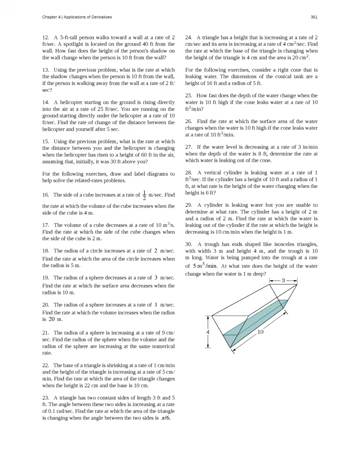 Chapter 4 | Applications of Derivatives
361
12. A 5-ft-tall person walks toward a wall at a rate of 2
ft/sec. A spotlight is located on the ground 40 ft from the
wall. How fast does the height of the person's shadow on
the wall change when the person is 10 ft from the wall?
13. Using the previous problem, what is the rate at which
the shadow changes when the person is 10 ft from the wall,
if the person is walking away from the wall at a rate of 2 ft/
sec?
14. A helicopter starting on the ground is rising directly
into the air at a rate of 25 ft/sec. You are running on the
ground starting directly under the helicopter at a rate of 10
ft/sec. Find the rate of change of the distance between the
helicopter and yourself after 5 sec.
15. Using the previous problem, what is the rate at which
the distance between you and the helicopter is changing
when the helicopter has risen to a height of 60 ft in the air,
assuming that, initially, it was 30 ft above you?
For the following exercises, draw and label diagrams to
help solve the related-rates problems.
16. The side of a cube increases at a rate of 1/2 m/sec. Find
the rate at which the volume of the cube increases when the
side of the cube is 4 m.
17. The volume of a cube decreases at a rate of 10 m³/s.
Find the rate at which the side of the cube changes when
the side of the cube is 2 m.
18. The radius of a circle increases at a rate of 2 m/sec.
Find the rate at which the area of the circle increases when
the radius is 5 m.
19. The radius of a sphere decreases at a rate of 3 m/sec.
Find the rate at which the surface area decreases when the
radius is 10 m.
20. The radius of a sphere increases at a rate of 1 m/sec.
Find the rate at which the volume increases when the radius
is 20 m.
21. The radius of a sphere is increasing at a rate of 9 cm/
sec. Find the radius of the sphere when the volume and the
radius of the sphere are increasing at the same numerical
rate.
22. The base of a triangle is shrinking at a rate of 1 cm/min
and the height of the triangle is increasing at a rate of 5 cm/
min. Find the rate at which the area of the triangle changes
when the height is 22 cm and the base is 10 cm.
23. A triangle has two constant sides of length 3 ft and 5
ft. The angle between these two sides is increasing at a rate
of 0.1 rad/sec. Find the rate at which the area of the triangle
is changing when the angle between the two sides is π/6.
24. A triangle has a height that is increasing at a rate of 2
cm/sec and its area is increasing at a rate of 4 cm²/sec. Find
the rate at which the base of the triangle is changing when
the height of the triangle is 4 cm and the area is 20 cm².
For the following exercises, consider a right cone that is
leaking water. The dimensions of the conical tank are a
height of 16 ft and a radius of 5 ft.
25. How fast does the depth of the water change when the
water is 10 ft high if the cone leaks water at a rate of 10
ft³/min?
26. Find the rate at which the surface area of the water
changes when the water is 10 ft high if the cone leaks water
at a rate of 10 ft³/min.
27. If the water level is decreasing at a rate of 3 in/min
when the depth of the water is 8 ft, determine the rate at
which water is leaking out of the cone.
28. A vertical cylinder is leaking water at a rate of 1
ft³/sec. If the cylinder has a height of 10 ft and a radius of 1
ft, at what rate is the height of the water changing when the
height is 6 ft?
29. A cylinder is leaking water but you are unable to
determine at what rate. The cylinder has a height of 2 m
and a radius of 2 m. Find the rate at which the water is
leaking out of the cylinder if the rate at which the height is
decreasing is 10 cm/min when the height is 1 m.
30. A trough has ends shaped like isosceles triangles,
with width 3 m and height 4 m, and the trough is 10
m long. Water is being pumped into the trough at a rate
of 5 m³/min. At what rate does the height of the water
change when the water is 1 m deep?
3
4
10